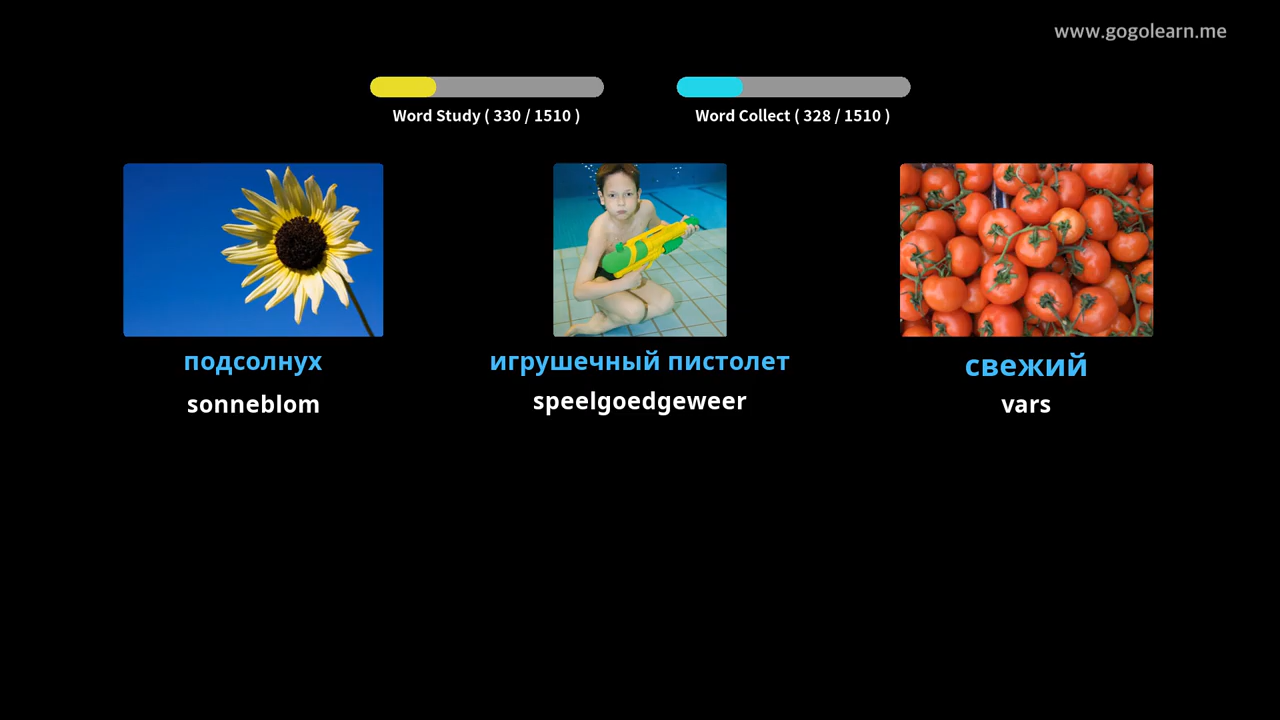 www.gogolearn.me
Word Study ( 330 / 1510 )
Word Collect ( 328 / 1510 )
подсолнух
sonneblom
игрушечный пистолет
speelgoedgeweer
свежий
vars